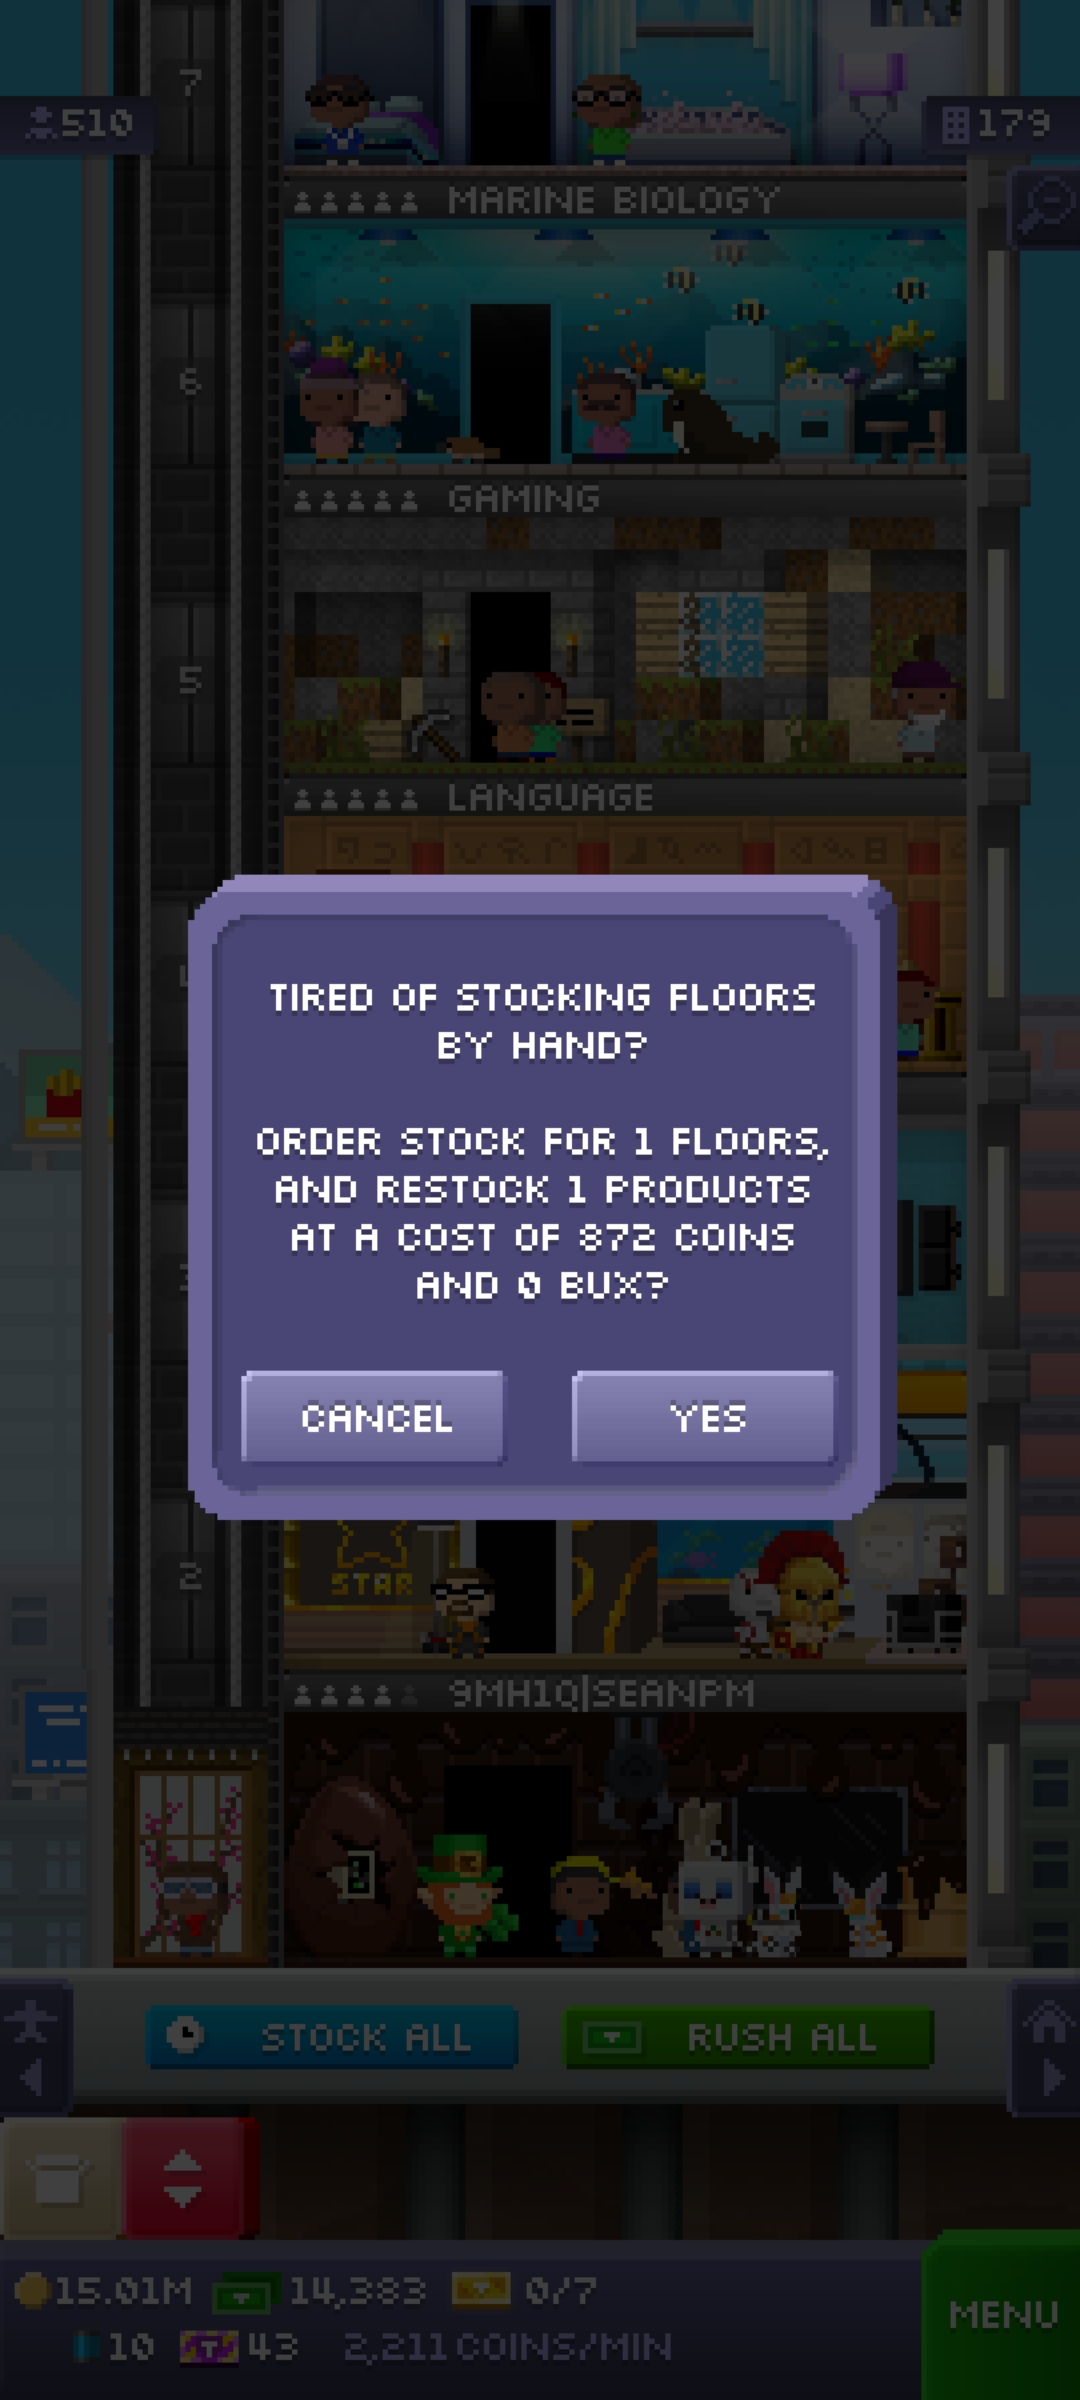 7
510
179
MARINE BIOLOGY
6
GAMING
5
LANGUAGE
TIRED OF STOCKING FLOORS
BY HAND?
ORDER STOCK FOR 1 FLOORS,
AND RESTOCK 1 PRODUCTS
AT A COST OF 872 COINS
AND 0 BUX?
CANCEL
YES
2
STAR
9MH1Q|SEANPM
STOCK ALL
RUSH ALL
15.01M
14,383
0/7
10
43
2,211 COINS/MIN
MENU